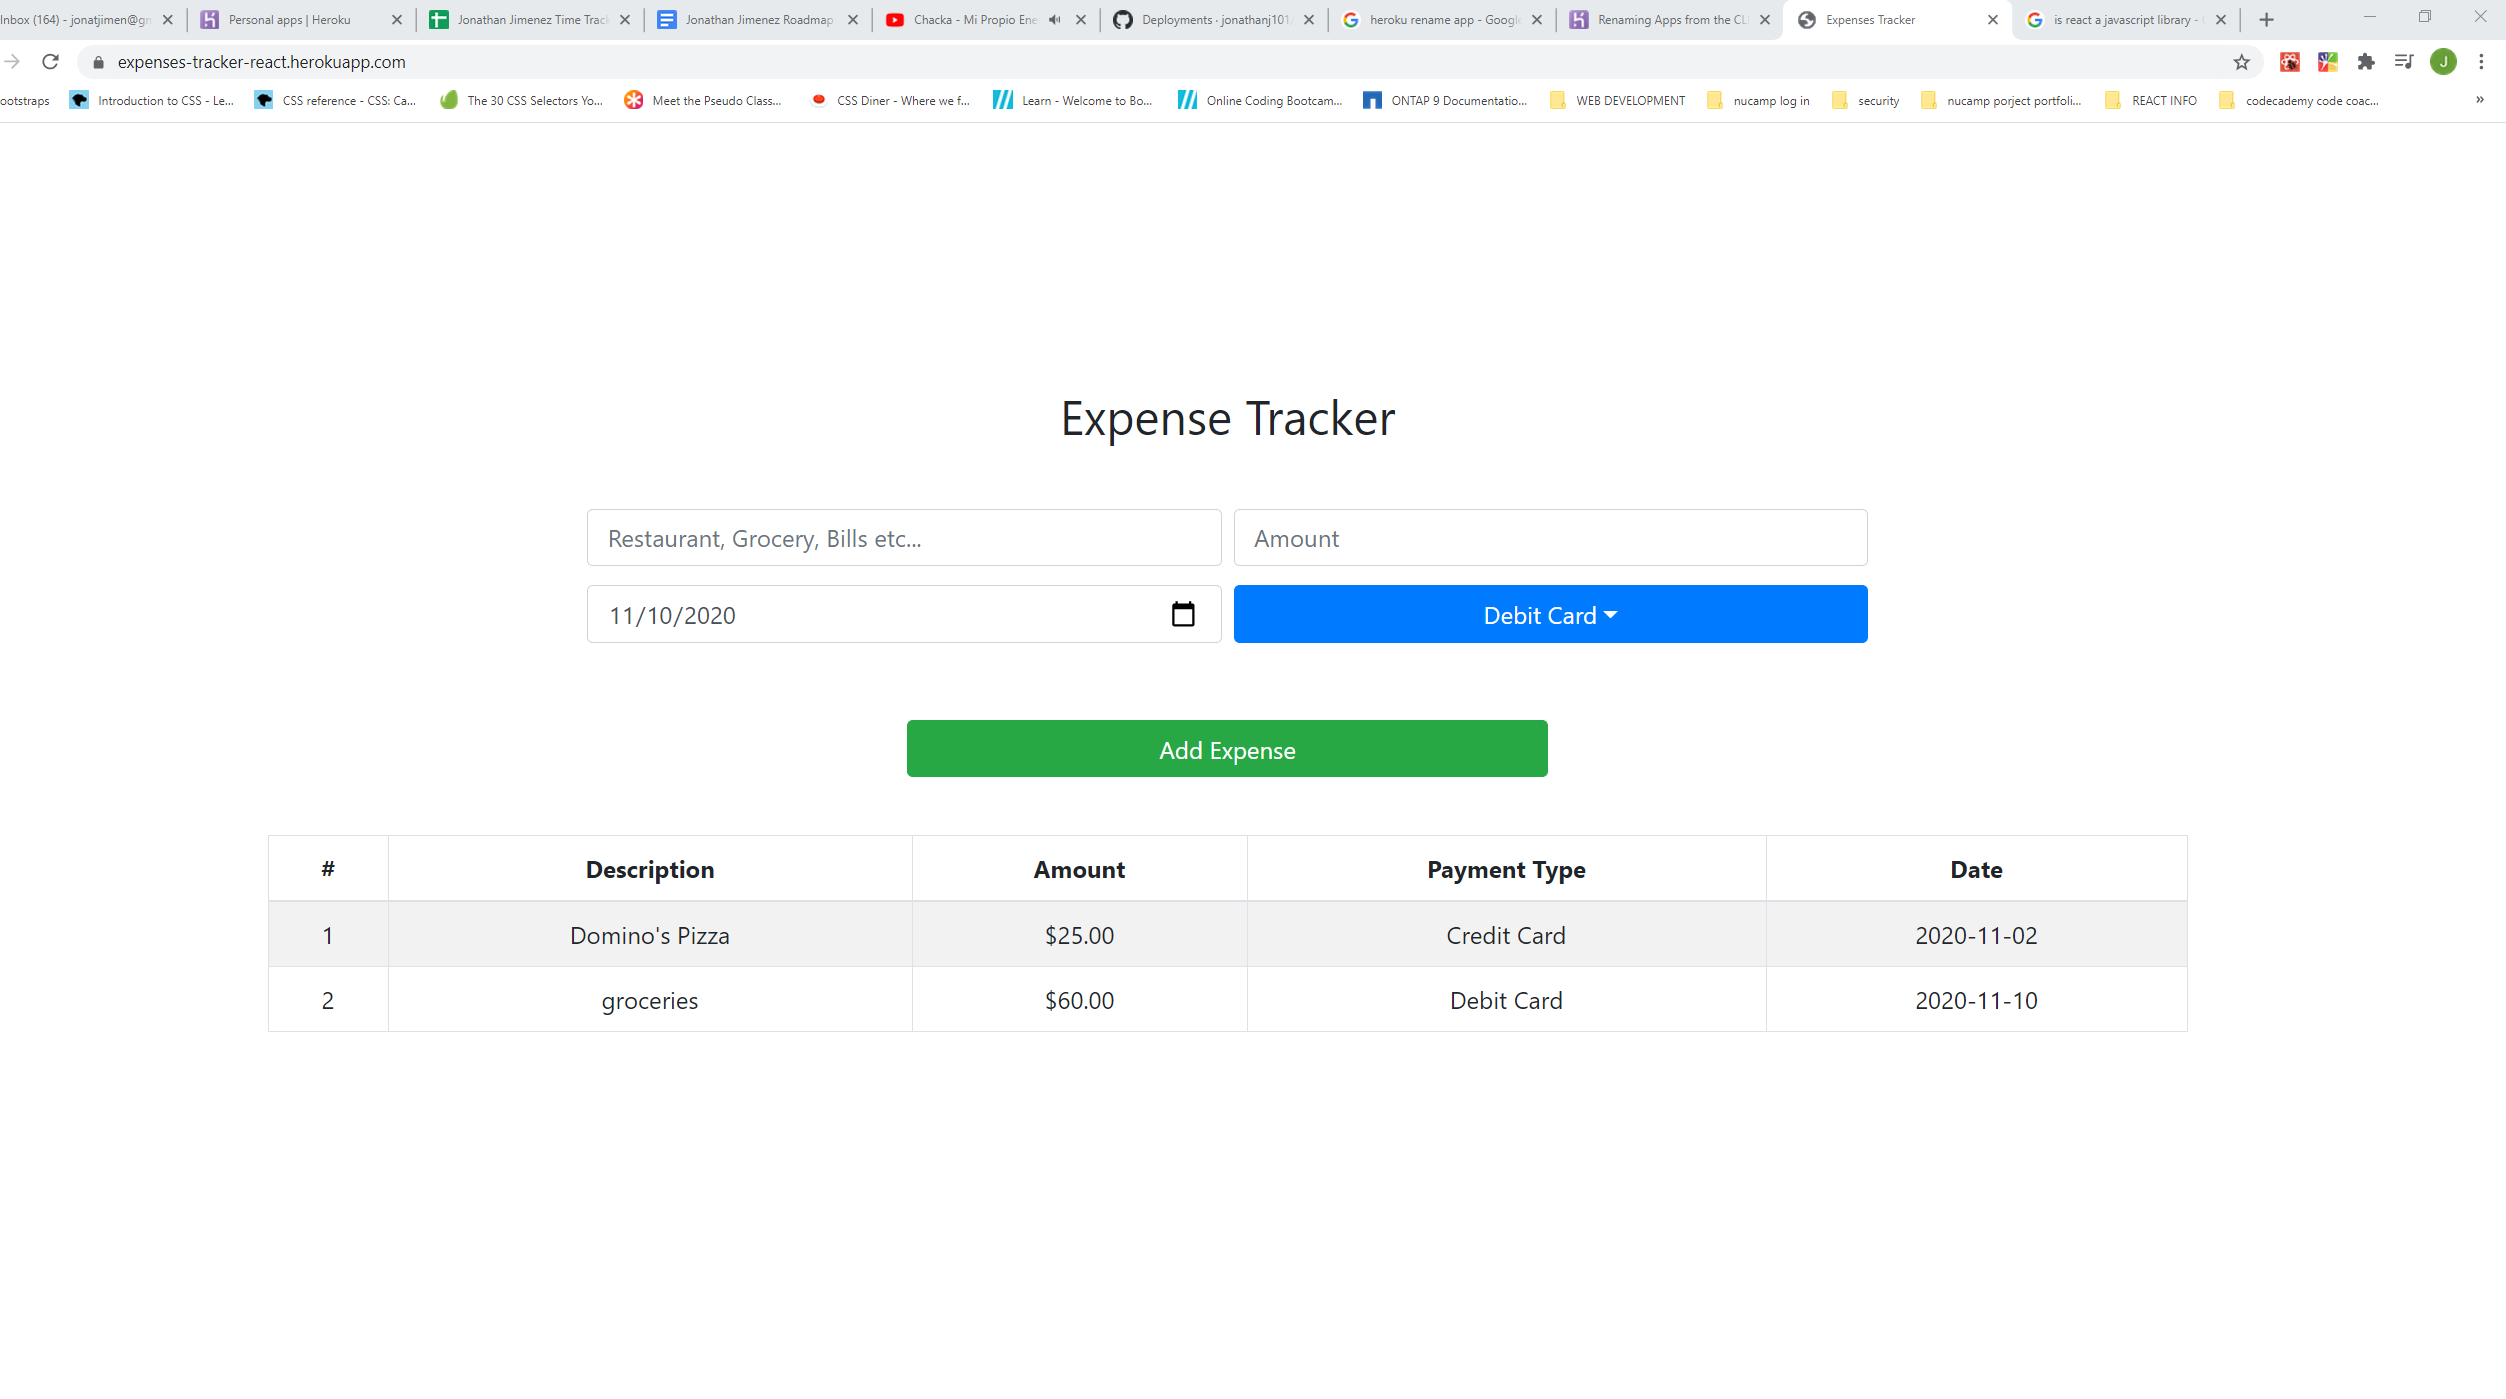 Inbox (164) - jonatjimen@gn
Personal apps | Heroku
Jonathan Jimenez Time Track
Jonathan Jimenez Roadmap
Chacka - Mi Propio Ene
Deployments · jonathanj101/
heroku rename app - Google
Renaming Apps from the CL
Expenses Tracker
is react a javascript library -
expenses-tracker-react.herokuapp.com
J
ootstraps
Introduction to CSS - Le...
CSS reference - CSS: Ca...
The 30 CSS Selectors Yo...
Meet the Pseudo Class...
CSS Diner - Where we f...
Learn - Welcome to Bo...
Online Coding Bootcam...
ONTAP 9 Documentatio...
WEB DEVELOPMENT
nucamp log in
security
nucamp porject portfoli...
REACT INFO
codecademy code coac...
»
Expense Tracker
Restaurant, Grocery, Bills etc... Amount
11/10/2020 Debit Card
Add Expense
# Description Amount Payment Type Date
1 Domino's Pizza $25.00 Credit Card 2020-11-02
2 groceries $60.00 Debit Card 2020-11-10